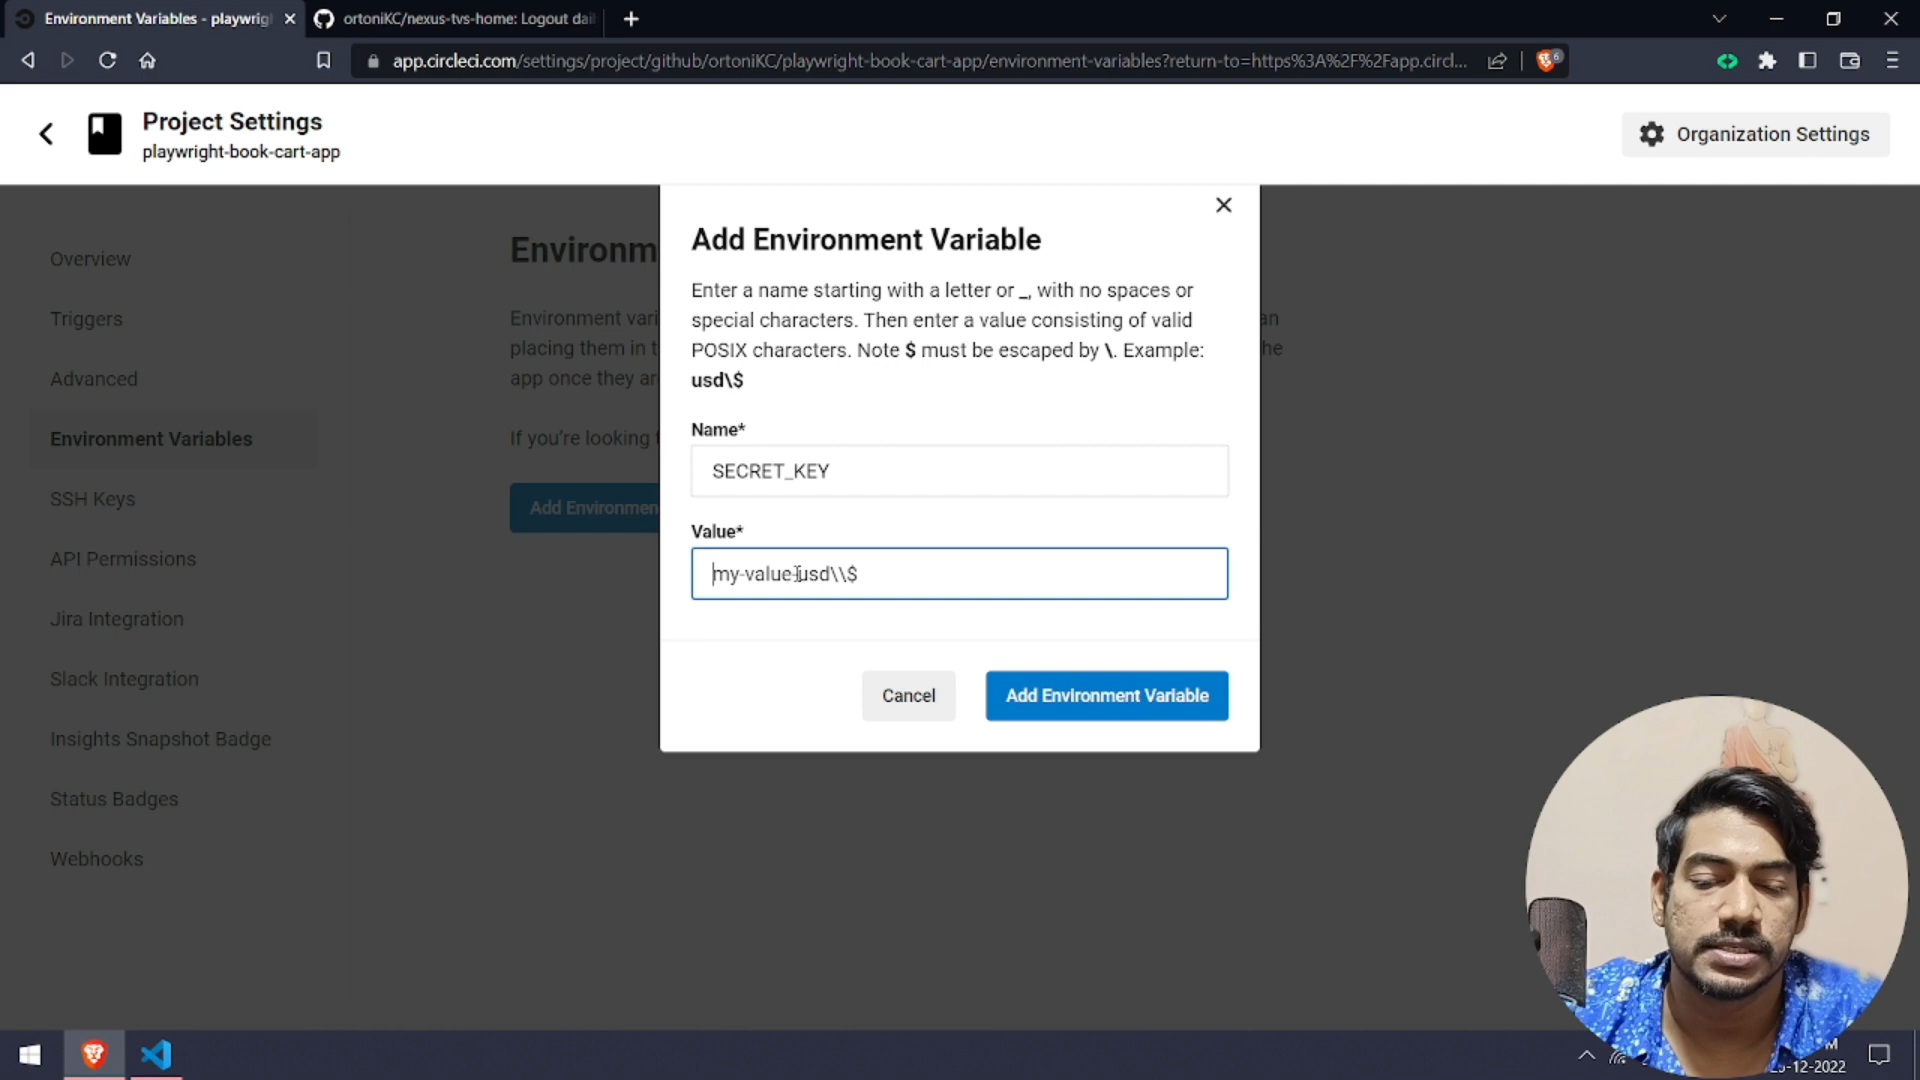 Environment Variables - playwrig
ortoniKC/nexus-tvs-home: Logout dai
app.circleci.com/settings/project/github/ortoniKC/playwright-book-cart-app/environment-variables?return-to=https%3A%2F%2Fapp.circl...
6
Project Settings
playwright-book-cart-app
Organization Settings
Overview
Triggers
Advanced
Environment Variables
SSH Keys
API Permissions
Jira Integration
Slack Integration
Insights Snapshot Badge
Status Badges
Webhooks
Environm
Environment vari
an
placing them in t
he
app once they are
If you're looking
Add Environmen
Add Environment Variable
Enter a name starting with a letter or _, with no spaces or
special characters. Then enter a value consisting of valid
POSIX characters. Note $ must be escaped by \. Example:
usd\$
Name*
SECRET_KEY
Value*
my-value-usd\\$
Cancel
Add Environment Variable
M
-12-2022